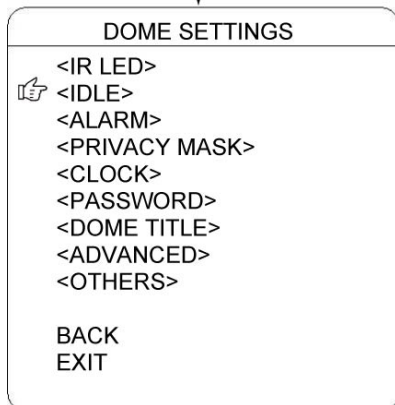 DOME SETTINGS
<IR LED>
<IDLE>
<ALARM>
<PRIVACY MASK>
<CLOCK>
<PASSWORD>
<DOME TITLE>
<ADVANCED>
<OTHERS>
BACK
EXIT